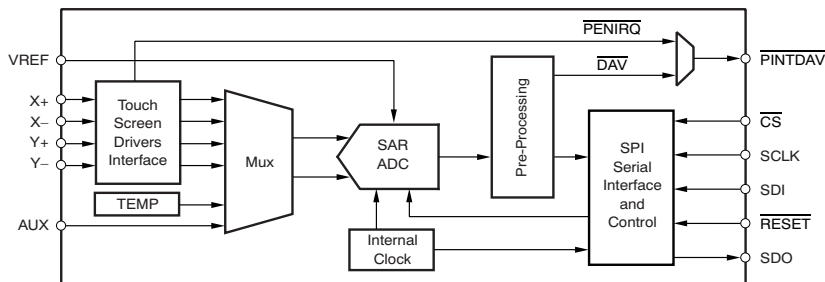 PENIRQ
VREF
DAV
PINTDAV
X+
X–
Y+
Y–
Touch
Screen
Drivers
Interface
Mux
SAR
ADC
Pre-Processing
SPI
Serial
Interface
and
Control
CS
SCLK
SDI
RESET
SDO
TEMP
AUX
Internal
Clock